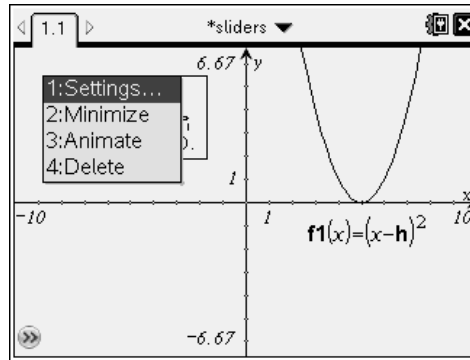 1.1 *sliders
6.67 y
1:Settings...
2:Minimize
3:Animate
4:Delete
1
x
-10 1 10
f1(x)=(x-h)²
-6.67